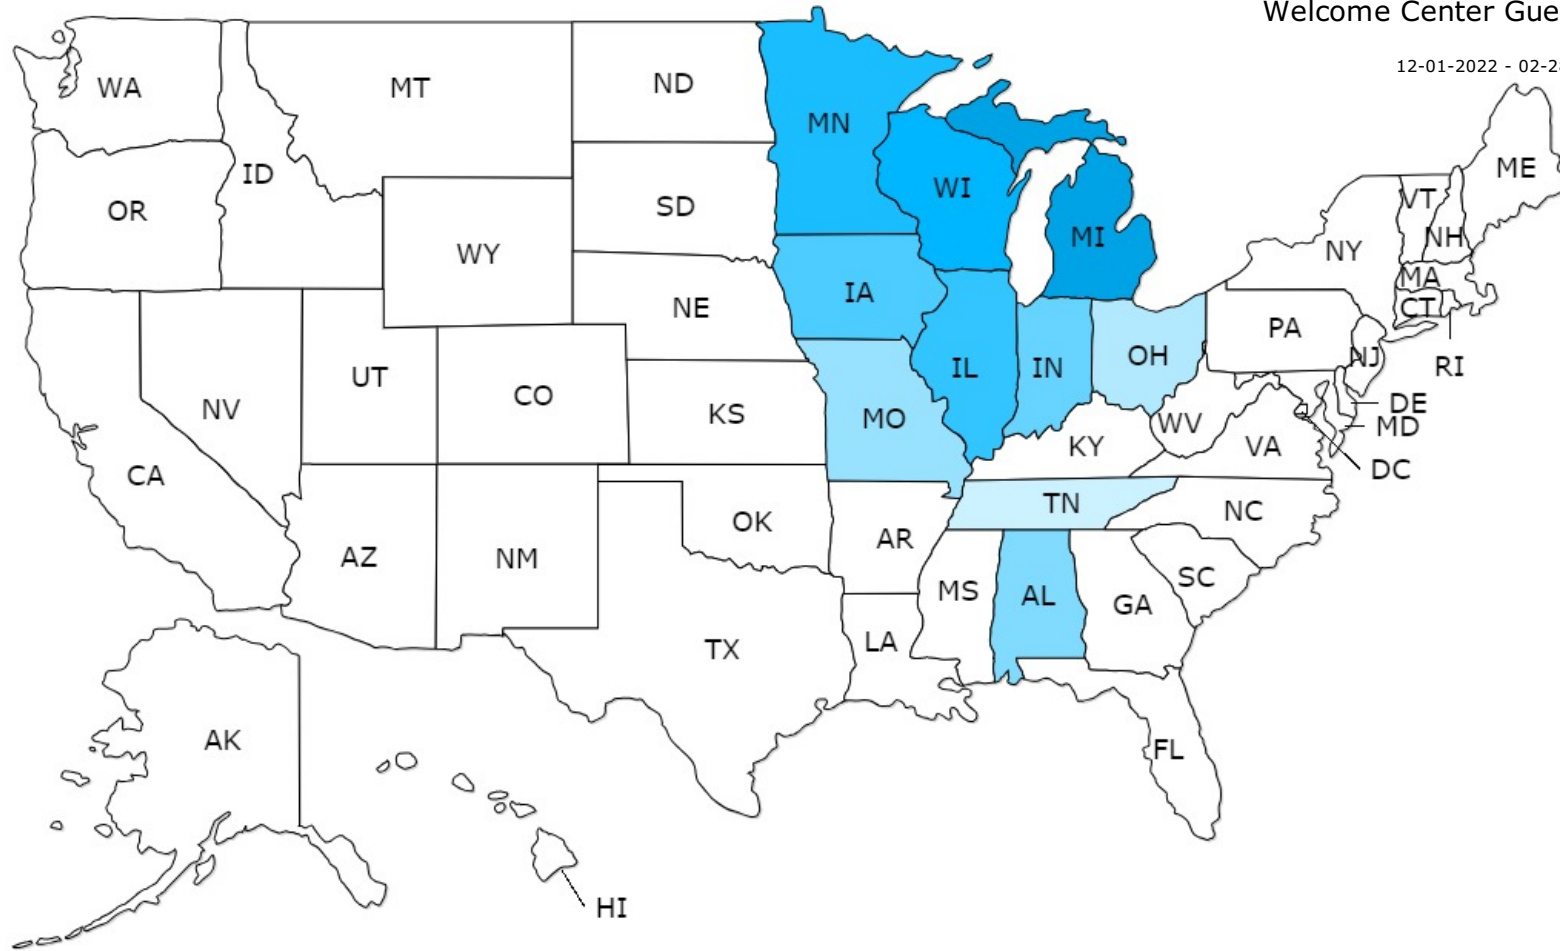 Welcome Center Gue
12-01-2022 - 02-2
WA
MT
ND
MN
ID
OR
SD
WI
MI
ME
VT
NH
NY
WY
MA
CT
IA
NE
PA
NJ
RI
UT
CO
IL
IN
OH
NV
KS
MO
DE
MD
WV
KY
VA
DC
CA
TN
NC
OK
AR
AZ
NM
MS
AL
GA
SC
TX
LA
AK
FL
HI